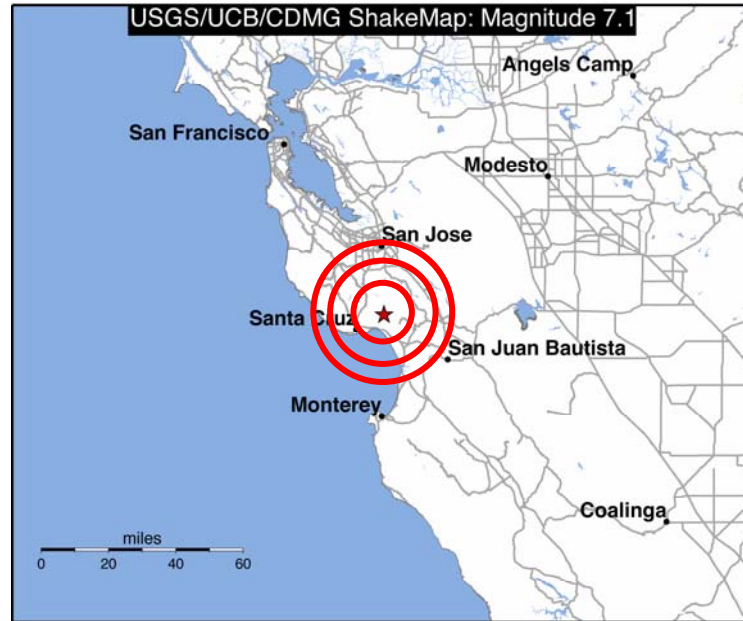 USGS/UCB/CDMG ShakeMap: Magnitude 7.1
Angels Camp
San Francisco
Modesto
San Jose
Santa Cruz
San Juan Bautista
Monterey
Coalinga
miles
0 20 40 60